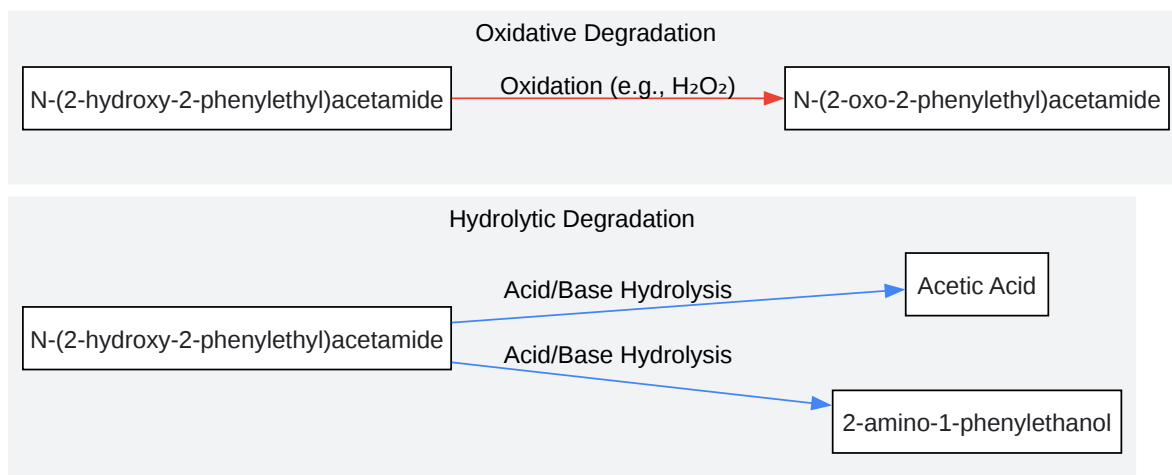 Oxidative Degradation
N-(2-hydroxy-2-phenylethyl)acetamide
Oxidation (e.g., H₂O₂)
N-(2-oxo-2-phenylethyl)acetamide
Hydrolytic Degradation
N-(2-hydroxy-2-phenylethyl)acetamide
Acid/Base Hydrolysis
Acetic Acid
Acid/Base Hydrolysis
2-amino-1-phenylethanol